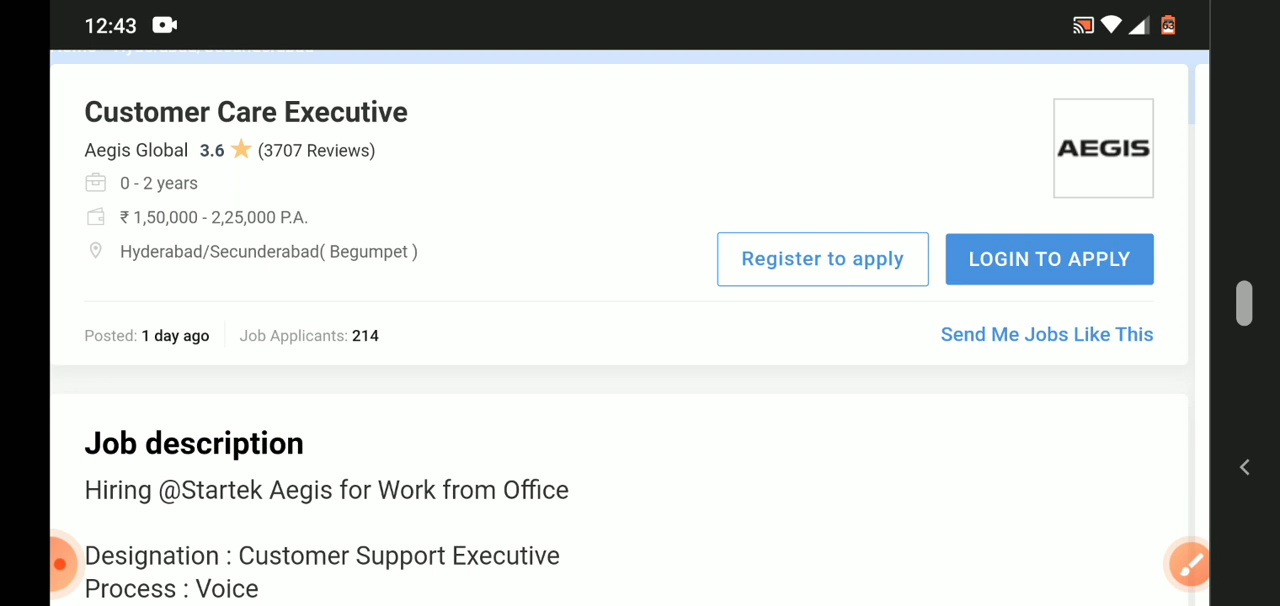 12:43
63
Customer Care Executive
Aegis Global 3.6 (3707 Reviews)
AEGIS
0 - 2 years
₹ 1,50,000 - 2,25,000 P.A.
Hyderabad/Secunderabad( Begumpet )
Register to apply
LOGIN TO APPLY
Posted: 1 day ago
Job Applicants: 214
Send Me Jobs Like This
Job description
Hiring @Startek Aegis for Work from Office
Designation : Customer Support Executive
Process : Voice